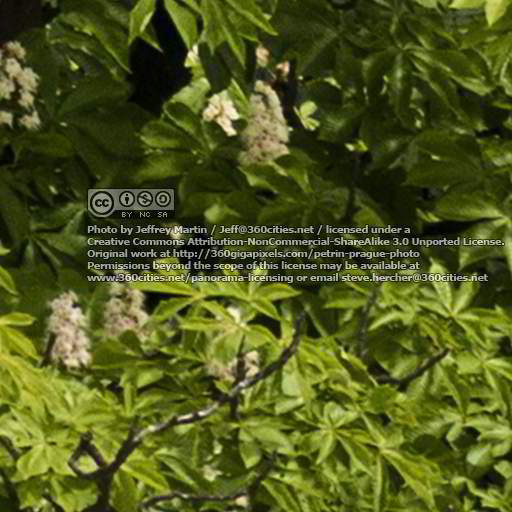 cc
BY NC SA
Photo by Jeffrey Martin / Jeff@360cities.net / licensed under a
Creative Commons Attribution-NonCommercial-ShareAlike 3.0 Unported License.
Original work at http://360gigapixels.com/petrin-prague-photo
Permissions beyond the scope of this license may be available at
www.360cities.net/panorama-licensing or email steve.hercher@360cities.net